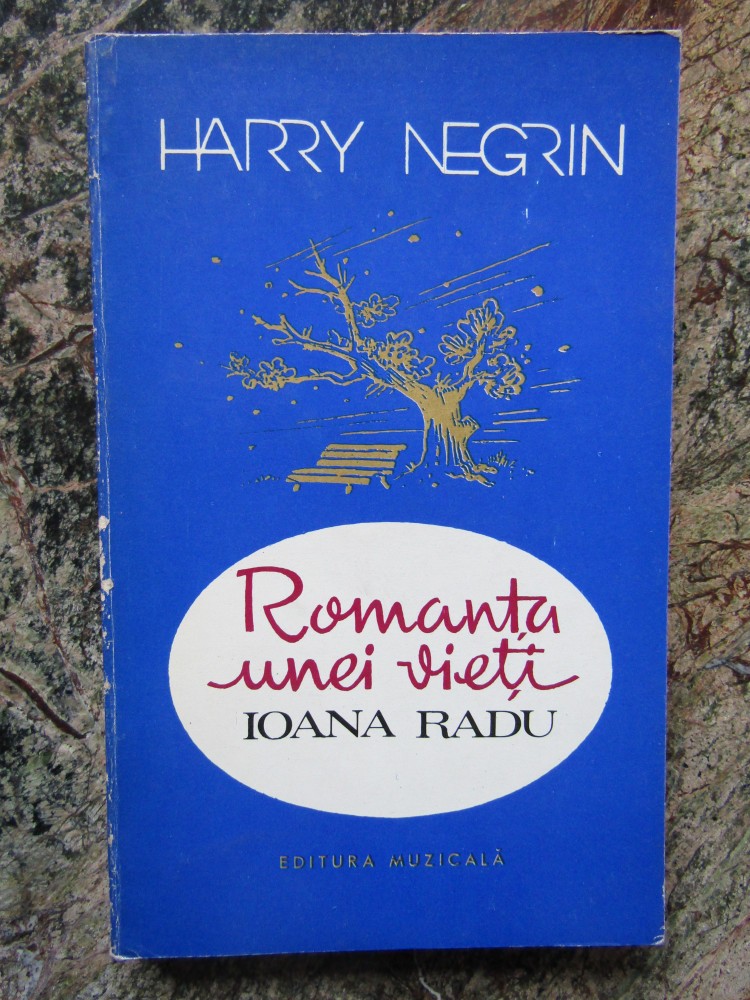 HARRY NEGRIN
Romanța
unei vieți
IOANA RADU
EDITURA MUZICALĂ